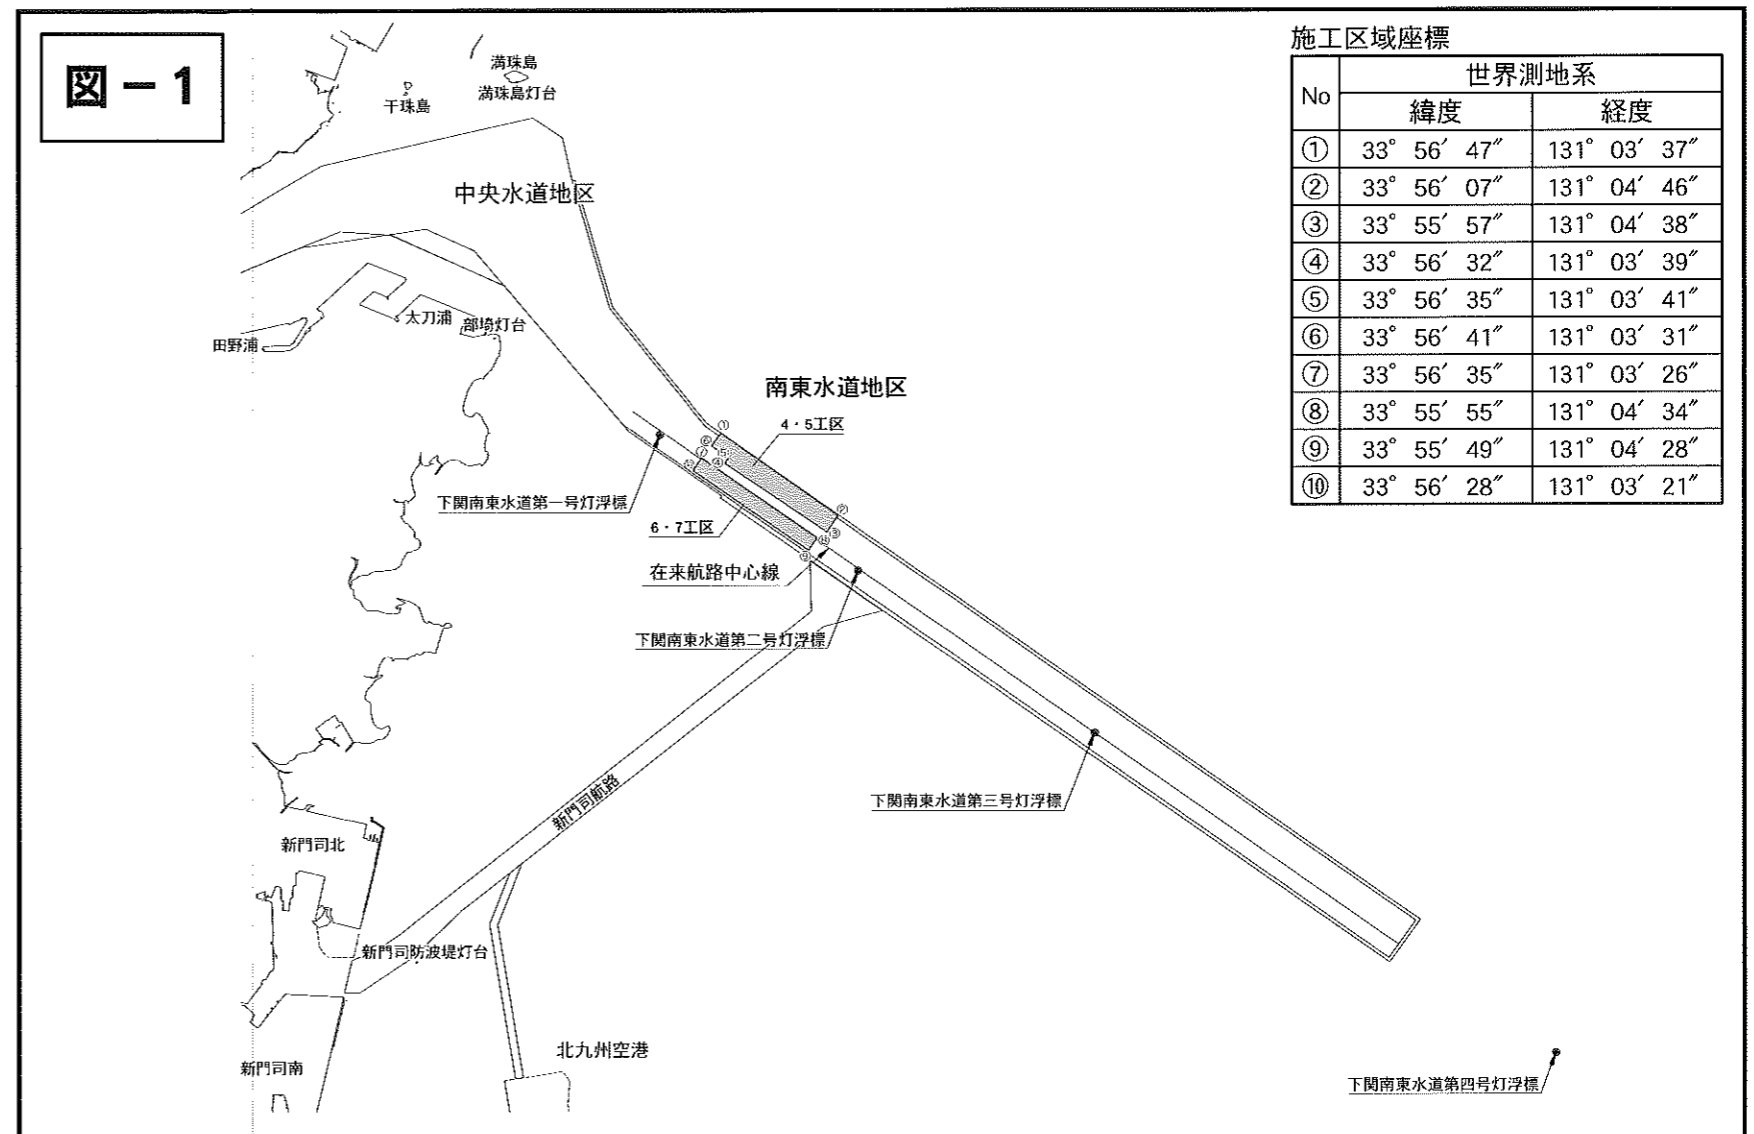 図－1
施工区域座標
No 世界測地系
緯度 経度
① 33° 56′ 47″ 131° 03′ 37″
② 33° 56′ 07″ 131° 04′ 46″
③ 33° 55′ 57″ 131° 04′ 38″
④ 33° 56′ 32″ 131° 03′ 39″
⑤ 33° 56′ 35″ 131° 03′ 41″
⑥ 33° 56′ 41″ 131° 03′ 31″
⑦ 33° 56′ 35″ 131° 03′ 26″
⑧ 33° 55′ 55″ 131° 04′ 34″
⑨ 33° 55′ 49″ 131° 04′ 28″
⑩ 33° 56′ 28″ 131° 03′ 21″
満珠島
満珠島灯台
干珠島
中央水道地区
太刀浦
部埼灯台
田野浦
南東水道地区
4・5工区
①
⑥
⑤
⑦
④
⑩
下関南東水道第一号灯浮標
②
③
6・7工区
⑧
⑨
在来航路中心線
下関南東水道第二号灯浮標
下関南東水道第三号灯浮標
新門司航路
新門司北
新門司防波堤灯台
北九州空港
新門司南
下関南東水道第四号灯浮標